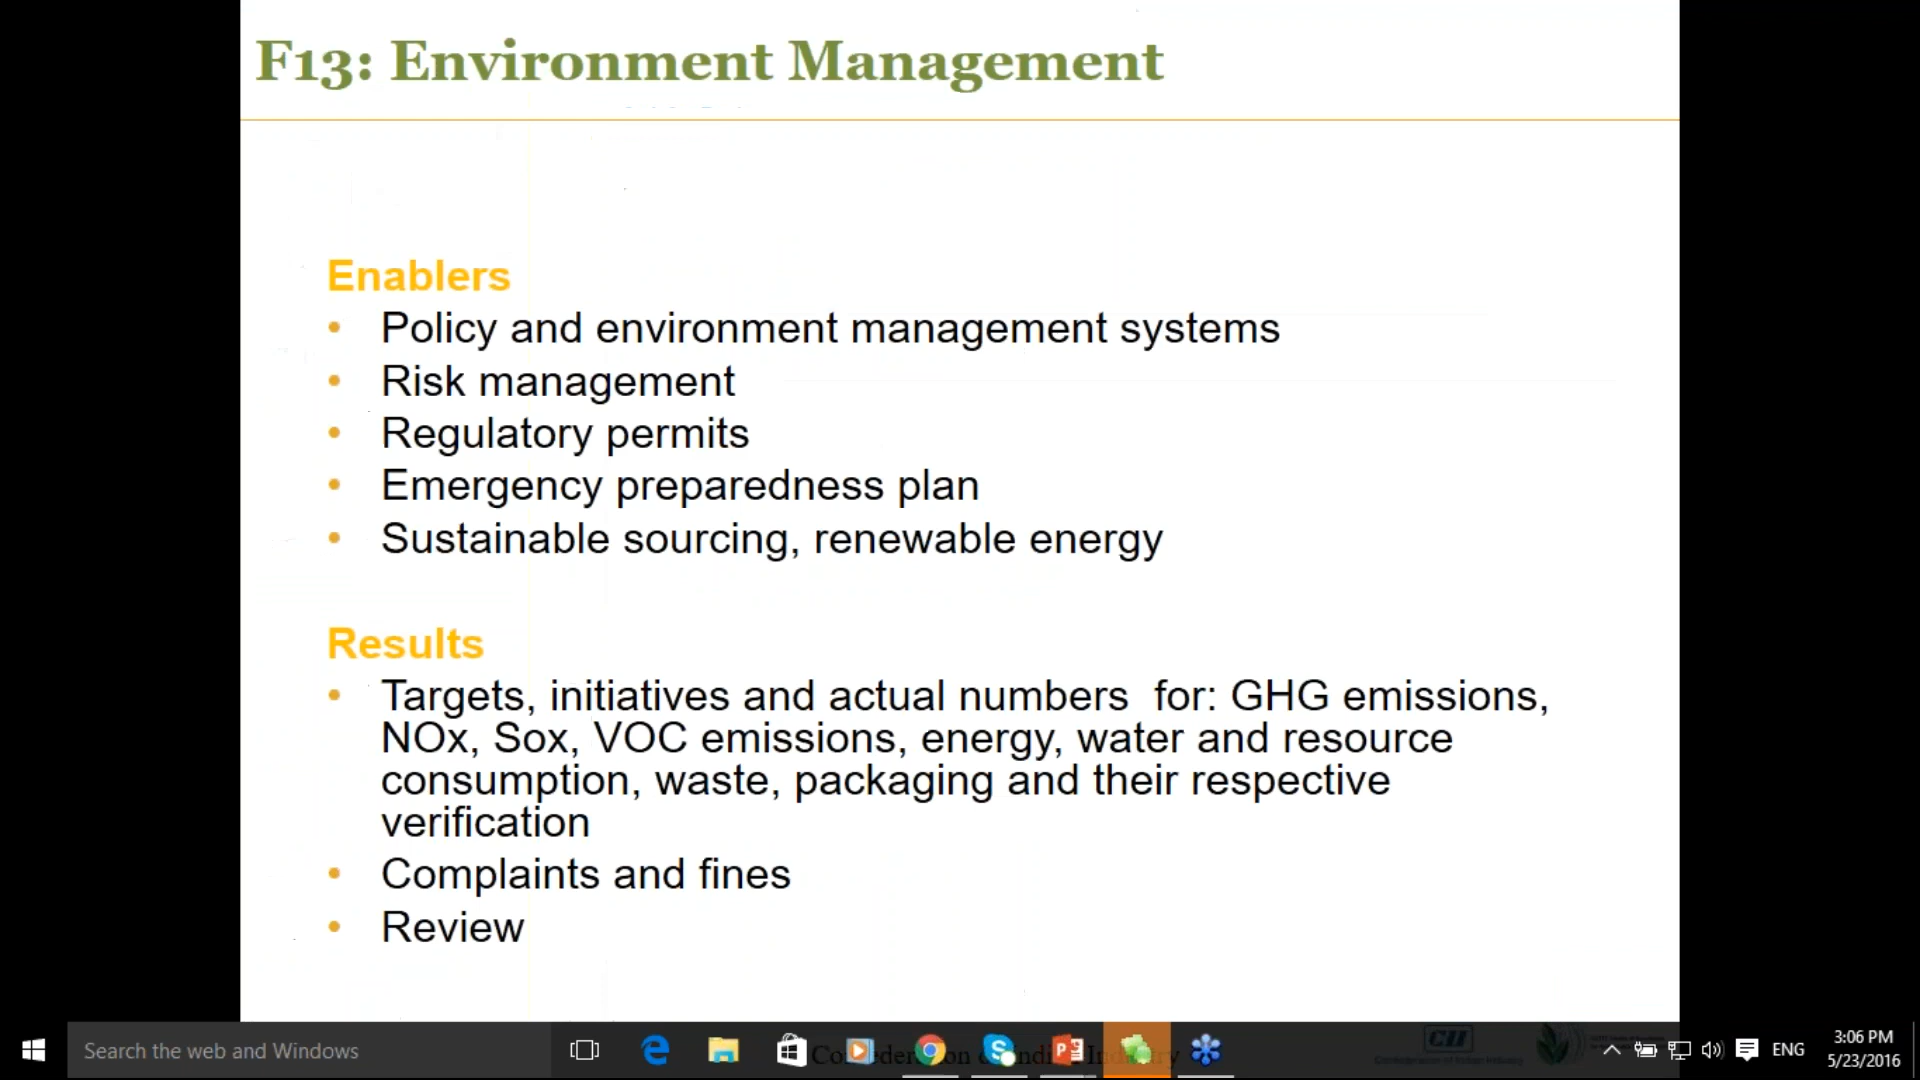 F13: Environment Management
Enablers
• Policy and environment management systems
• Risk management
• Regulatory permits
• Emergency preparedness plan
• Sustainable sourcing, renewable energy
Results
• Targets, initiatives and actual numbers for: GHG emissions,
NOx, Sox, VOC emissions, energy, water and resource
consumption, waste, packaging and their respective
verification
• Complaints and fines
• Review
Search the web and Windows
CII
ENG
3:06 PM
5/23/2016